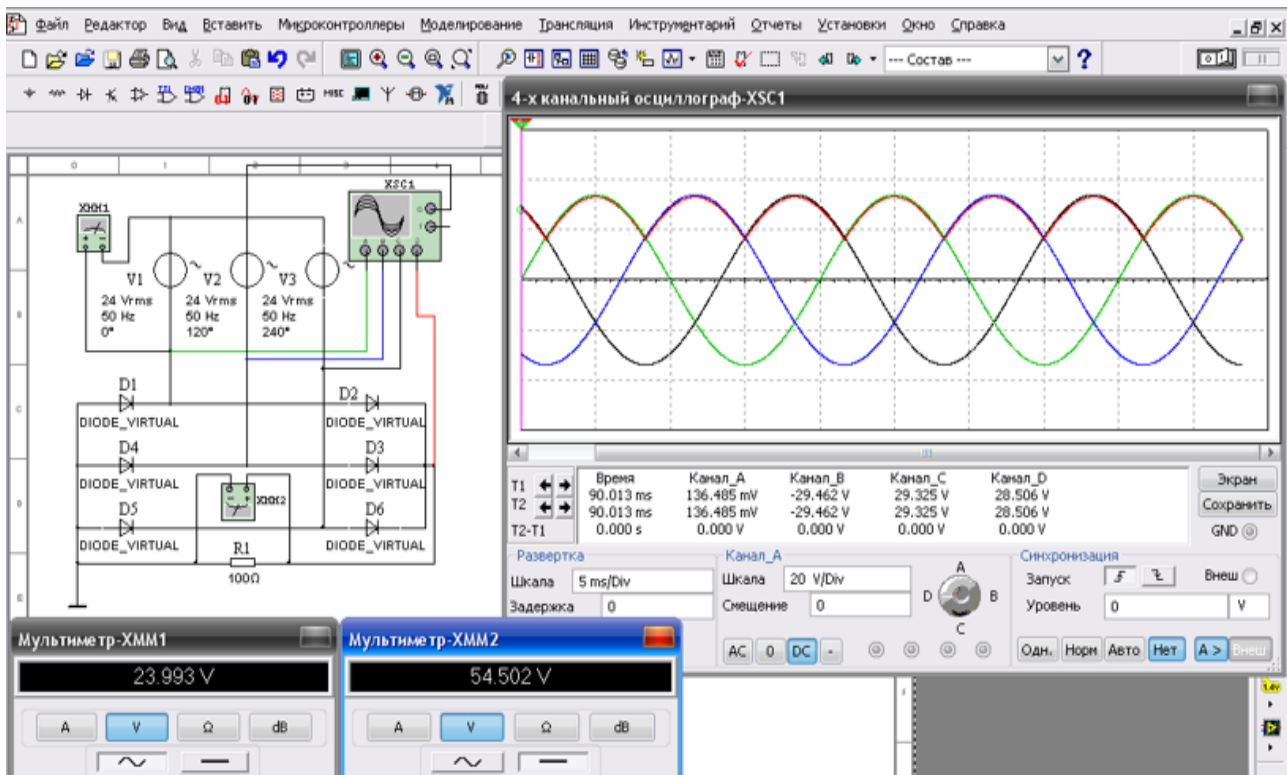 Файл Редактор Вид Вставить Микроконтроллеры Моделирование Трансляция Инструментарий Отчеты Установки Окно Справка
--- Состав ---
?
MISC
4-х канальный осциллограф-XSC1
0 1 2 3 4
A
B
C
D
E
XMM1
XSC1
V1 V2 V3
24 Vrms 24 Vrms 24 Vrms
50 Hz 50 Hz 50 Hz
0° 120° 240°
D1 D2
DIODE_VIRTUAL DIODE_VIRTUAL
D4 D3
DIODE_VIRTUAL DIODE_VIRTUAL
XMM2
D5 D6
DIODE_VIRTUAL DIODE_VIRTUAL
R1
100Ω
Время Канал_A Канал_B Канал_C Канал_D
T1 90.013 ms 136.485 mV -29.462 V 29.325 V 28.506 V
T2 90.013 ms 136.485 mV -29.462 V 29.325 V 28.506 V
T2-T1 0.000 s 0.000 V 0.000 V 0.000 V 0.000 V
Экран
Сохранить
GND
Развертка
Шкала 5 ms/Div
Задержка 0
Канал_A
Шкала 20 V/Div
Смещение 0
AC 0 DC -
A
B
C
D
Синхронизация
Запуск Внеш
Уровень 0 V
Одн. Норм Авто Нет A > Внеш
Мультиметр-XMM1
23.993 V
A V Ω dB
Мультиметр-XMM2
54.502 V
A V Ω dB